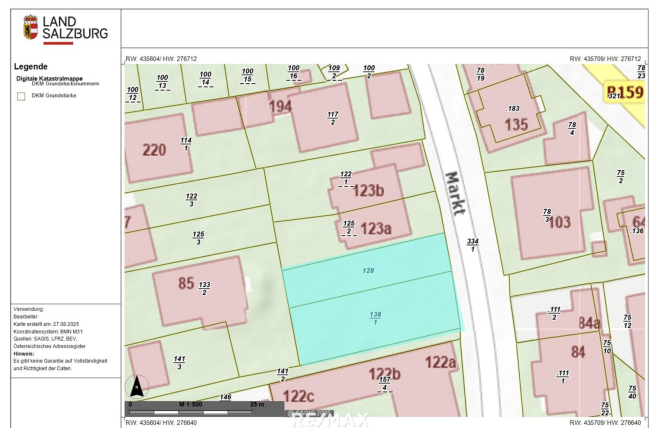 LAND
SALZBURG
Legende
Digitale Katastralmappe
DKM Grundstücksnummern
DKM Grundstücke
Verwendung:
Bearbeiter:
Karte erstellt am: 27.08.2025
Koordinatensystem: BMN M31
Quellen: SAGIS, LFRZ, BEV,
Österreichisches Adressregister
Hinweis:
Es gibt keine Garantie auf Vollständigkeit
und Richtigkeit der Daten.
RW: 435604/ HW: 276712
RW: 435709/ HW: 276712
100
12
100
13
100
14
100
15
100
16
109
2
100
2
78
19
78
23
B159
194
117
2
.183
135
78
4
114
1
220
122
1
123b
Markt
75
2
122
3
125
2
123a
78
3
103
64
136
125
3
7
334
1
128
85
133
2
138
1
.111
2
84a
75
12
84
75
10
141
3
141
2
122a
122b
157
4
122c
146
.111
1
75
40
75
22
0
M 1:500
25 m
RE/MAX
RW: 435604/ HW: 276640
RW: 435709/ HW: 276640